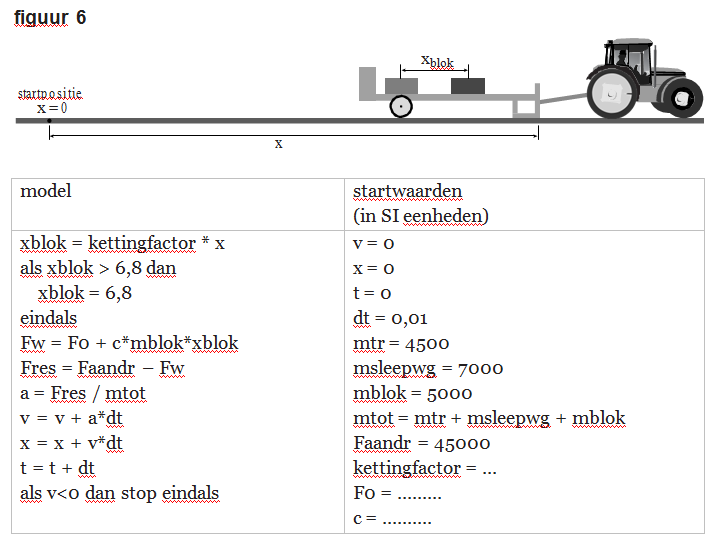 figuur 6
xblok
startpositie
x = 0
x
model
startwaarden
(in SI eenheden)
xblok = kettingfactor * x
als xblok > 6,8 dan
xblok = 6,8
eindals
Fw = F0 + c*mblok*xblok
Fres = Faandr – Fw
a = Fres / mtot
v = v + a*dt
x = x + v*dt
t = t + dt
als v<0 dan stop eindals
v = 0
x = 0
t = 0
dt = 0,01
mtr = 4500
msleepwg = 7000
mblok = 5000
mtot = mtr + msleepwg + mblok
Faandr = 45000
kettingfactor = ...
F0 = .........
c = ..........